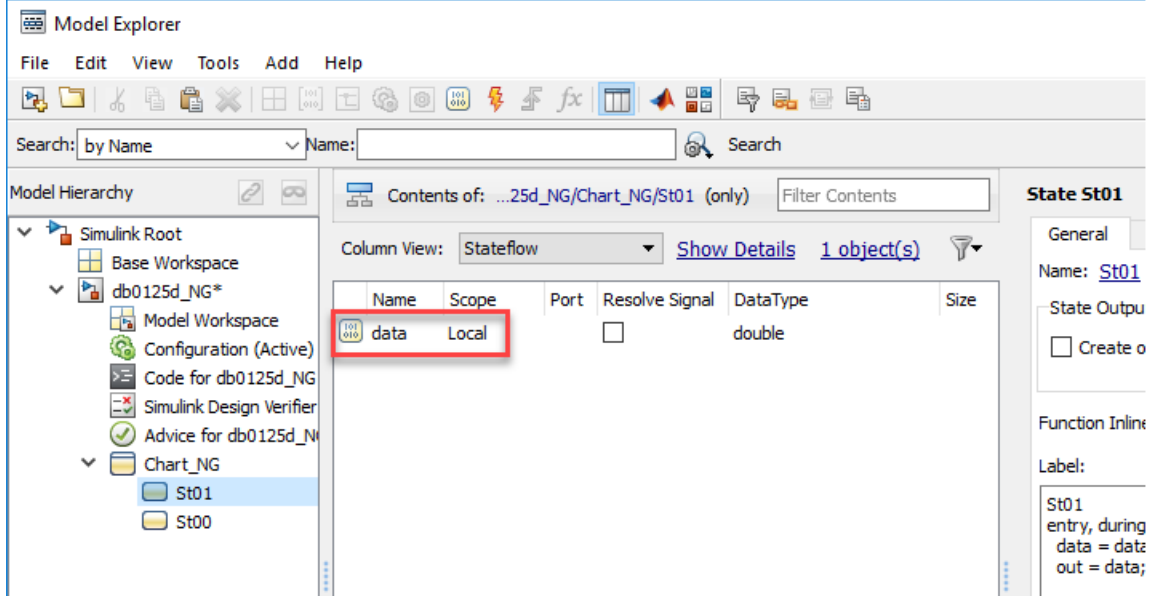 Model Explorer
File Edit View Tools Add Help
Search: by Name Name: Search
Model Hierarchy
Simulink Root
Base Workspace
db0125d_NG*
Model Workspace
Configuration (Active)
Code for db0125d_NG
Simulink Design Verifier
Advice for db0125d_N
Chart_NG
St01
St00
Contents of: ...25d_NG/Chart_NG/St01 (only) Filter Contents
Column View: Stateflow Show Details 1 object(s)
Name Scope Port Resolve Signal DataType Size
data Local double
State St01
General
Name: St01
State Outpu
Create o
Function Inline
Label:
St01
entry, during
data = data
out = data;